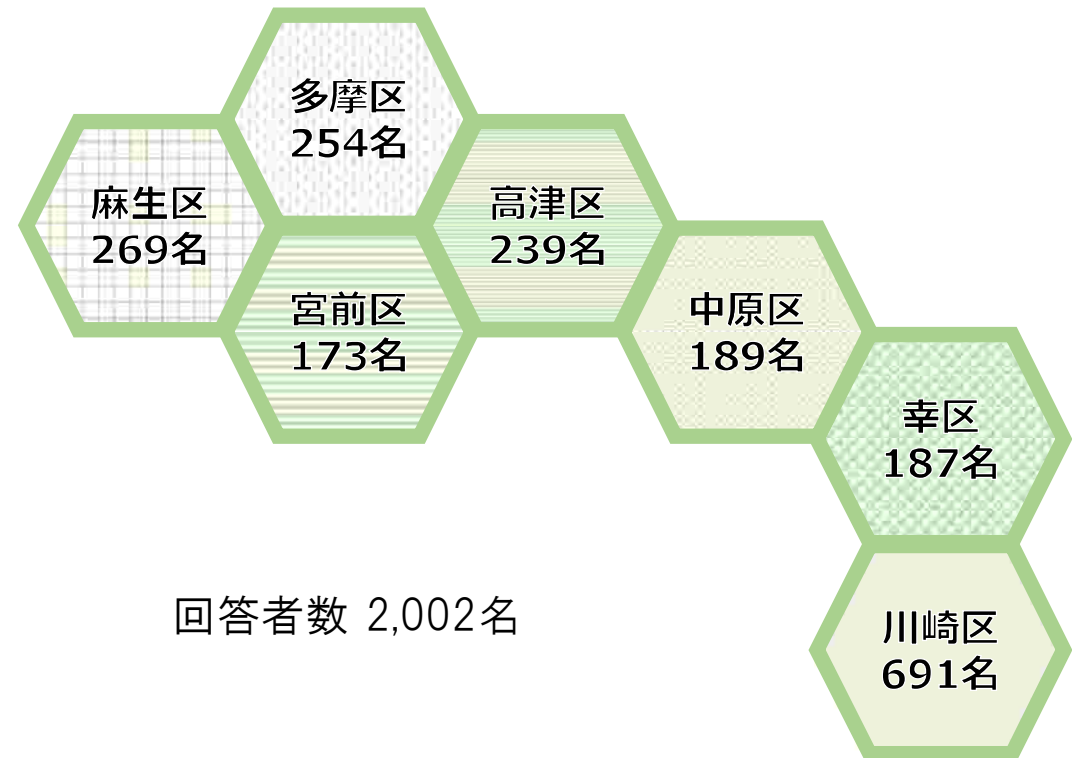 多摩区
254名
麻生区
269名
高津区
239名
宮前区
173名
中原区
189名
幸区
187名
川崎区
691名
回答者数 2,002名